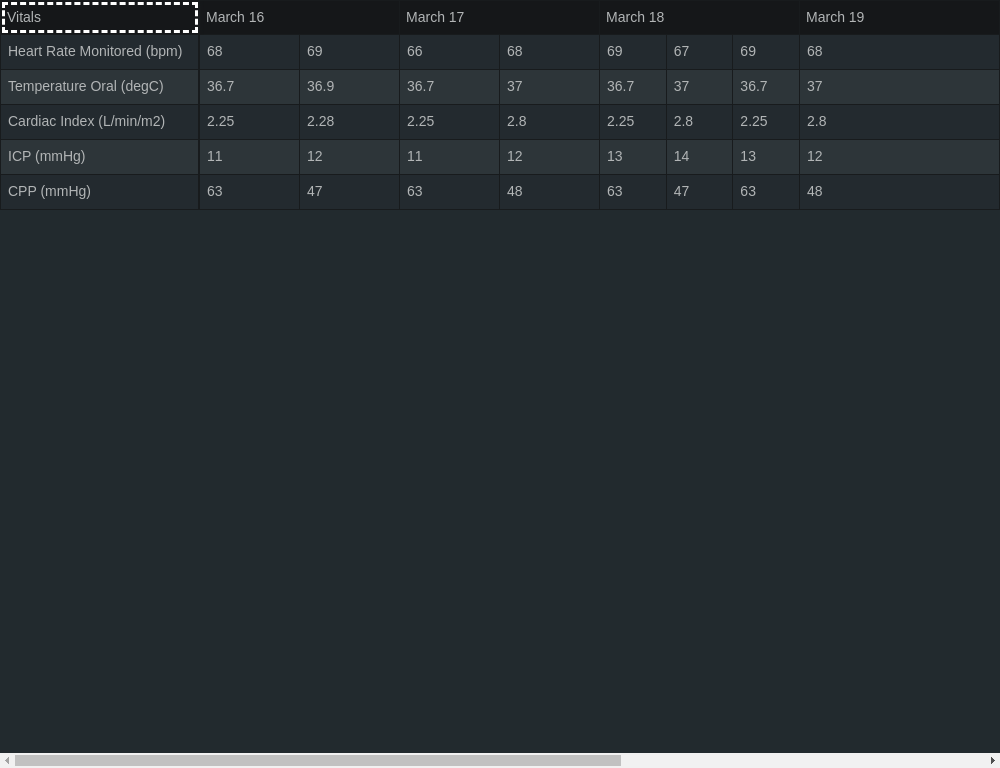 Vitals March 16 March 17 March 18 March 19
Heart Rate Monitored (bpm) 68 69 66 68 69 67 69 68
Temperature Oral (degC) 36.7 36.9 36.7 37 36.7 37 36.7 37
Cardiac Index (L/min/m2) 2.25 2.28 2.25 2.8 2.25 2.8 2.25 2.8
ICP (mmHg) 11 12 11 12 13 14 13 12
CPP (mmHg) 63 47 63 48 63 47 63 48